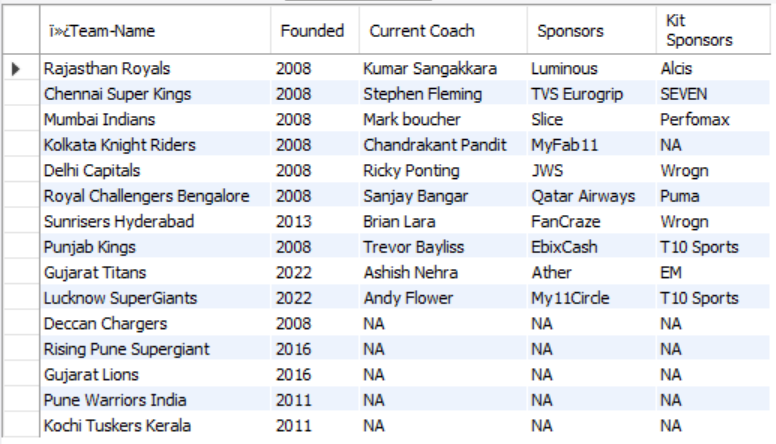 ï»¿Team-Name Founded Current Coach Sponsors Kit Sponsors
Rajasthan Royals 2008 Kumar Sangakkara Luminous Alcis
Chennai Super Kings 2008 Stephen Fleming TVS Eurogrip SEVEN
Mumbai Indians 2008 Mark boucher Slice Perfomax
Kolkata Knight Riders 2008 Chandrakant Pandit MyFab11 NA
Delhi Capitals 2008 Ricky Ponting JWS Wrogn
Royal Challengers Bengalore 2008 Sanjay Bangar Qatar Airways Puma
Sunrisers Hyderabad 2013 Brian Lara FanCraze Wrogn
Punjab Kings 2008 Trevor Bayliss EbixCash T10 Sports
Gujarat Titans 2022 Ashish Nehra Ather EM
Lucknow SuperGiants 2022 Andy Flower My11Circle T10 Sports
Deccan Chargers 2008 NA NA NA
Rising Pune Supergiant 2016 NA NA NA
Gujarat Lions 2016 NA NA NA
Pune Warriors India 2011 NA NA NA
Kochi Tuskers Kerala 2011 NA NA NA